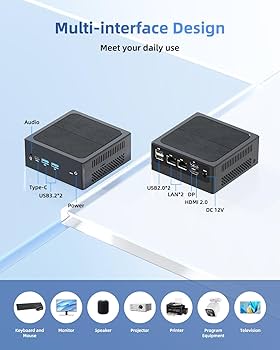 Multi-interface Design
Meet your daily use
Audio
Type-C
USB3.2*2
Power
USB2.0*2
LAN*2
DP
HDMI 2.0
DC 12V
Keyboard and Mouse
Monitor
Speaker
Projector
Printer
Program Equipment
Television